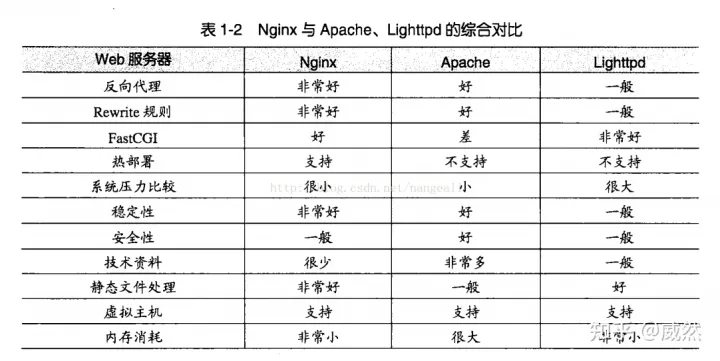 表 1-2 Nginx 与 Apache、Lighttpd 的综合对比
Web 服务器 Nginx Apache Lighttpd
反向代理 非常好 好 一般
Rewrite 规则 非常好 好 一般
FastCGI 好 差 非常好
热部署 支持 不支持 不支持
系统压力比较 很小 小 很大
稳定性 非常好 好 一般
安全性 一般 好 一般
技术资料 很少 非常多 一般
静态文件处理 非常好 一般 好
虚拟主机 支持 支持 支持
内存消耗 非常小 很大 非常小
知乎 @威然